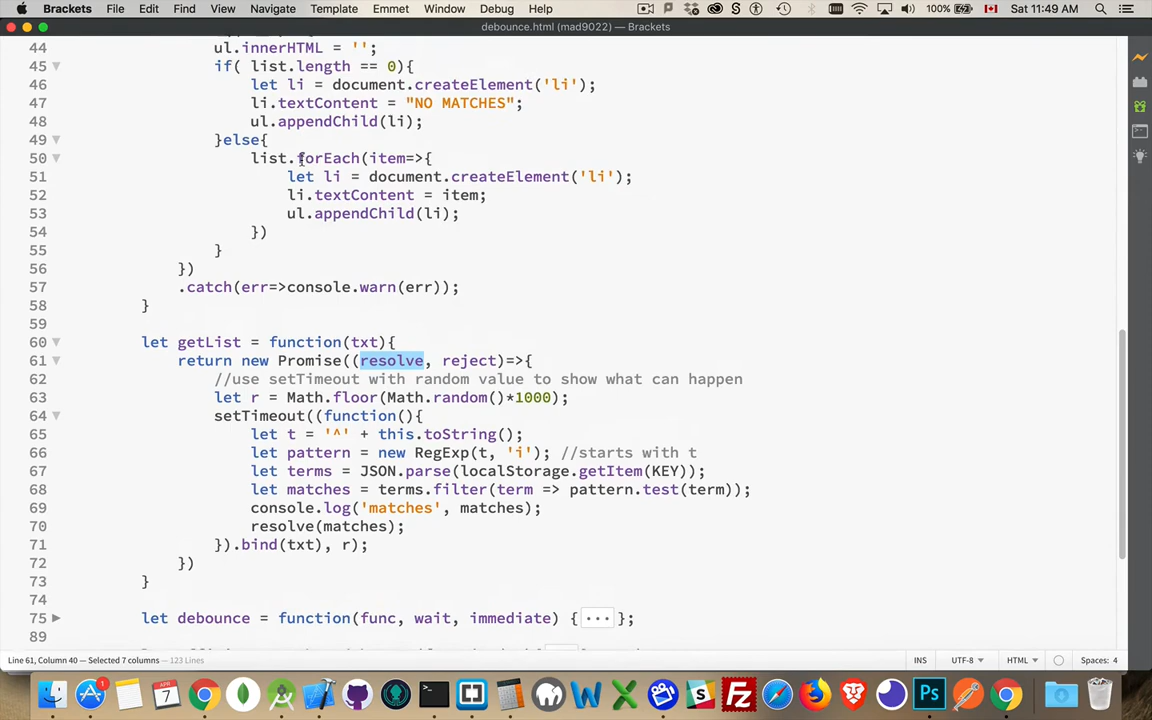 Brackets File Edit Find View Navigate Template Emmet Window Debug Help 100% Sat 11:49 AM
debounce.html (mad9022) — Brackets
44 ul.innerHTML = '';
45 if( list.length == 0){
46 let li = document.createElement('li');
47 li.textContent = "NO MATCHES";
48 ul.appendChild(li);
49 }else{
50 list.forEach(item=>{
51 let li = document.createElement('li');
52 li.textContent = item;
53 ul.appendChild(li);
54 })
55 }
56 })
57 .catch(err=>console.warn(err));
58 }
59
60 let getList = function(txt){
61 return new Promise((resolve, reject)=>{
62 //use setTimeout with random value to show what can happen
63 let r = Math.floor(Math.random()*1000);
64 setTimeout((function(){
65 let t = '^' + this.toString();
66 let pattern = new RegExp(t, 'i'); //starts with t
67 let terms = JSON.parse(localStorage.getItem(KEY));
68 let matches = terms.filter(term => pattern.test(term));
69 console.log('matches', matches);
70 resolve(matches);
71 }).bind(txt), r);
72 })
73 }
74
75 let debounce = function(func, wait, immediate) {...};
89
Line 61, Column 40 — Selected 7 columns — 123 Lines INS UTF-8 HTML Spaces: 4